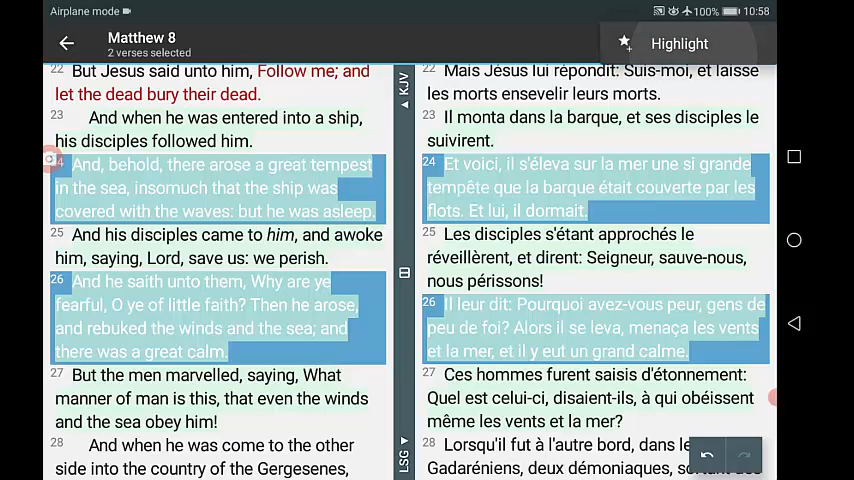 Airplane mode
100%
10:58
Matthew 8
2 verses selected
Highlight
22 But Jesus said unto him, Follow me; and
let the dead bury their dead.
23 And when he was entered into a ship,
his disciples followed him.
24 And, behold, there arose a great tempest
in the sea, insomuch that the ship was
covered with the waves: but he was asleep.
25 And his disciples came to him, and awoke
him, saying, Lord, save us: we perish.
26 And he saith unto them, Why are ye
fearful, O ye of little faith? Then he arose,
and rebuked the winds and the sea; and
there was a great calm.
27 But the men marvelled, saying, What
manner of man is this, that even the winds
and the sea obey him!
28 And when he was come to the other
side into the country of the Gergesenes,
KJV
LSG
22 Mais Jésus lui répondit: Suis-moi, et laisse
les morts ensevelir leurs morts.
23 Il monta dans la barque, et ses disciples le
suivirent.
24 Et voici, il s'éleva sur la mer une si grande
tempête que la barque était couverte par les
flots. Et lui, il dormait.
25 Les disciples s'étant approchés le
réveillèrent, et dirent: Seigneur, sauve-nous,
nous périssons!
26 Il leur dit: Pourquoi avez-vous peur, gens de
peu de foi? Alors il se leva, menaça les vents
et la mer, et il y eut un grand calme.
27 Ces hommes furent saisis d'étonnement:
Quel est celui-ci, disaient-ils, à qui obéissent
même les vents et la mer?
28 Lorsqu'il fut à l'autre bord, dans le
Gadaréniens, deux démoniaques,